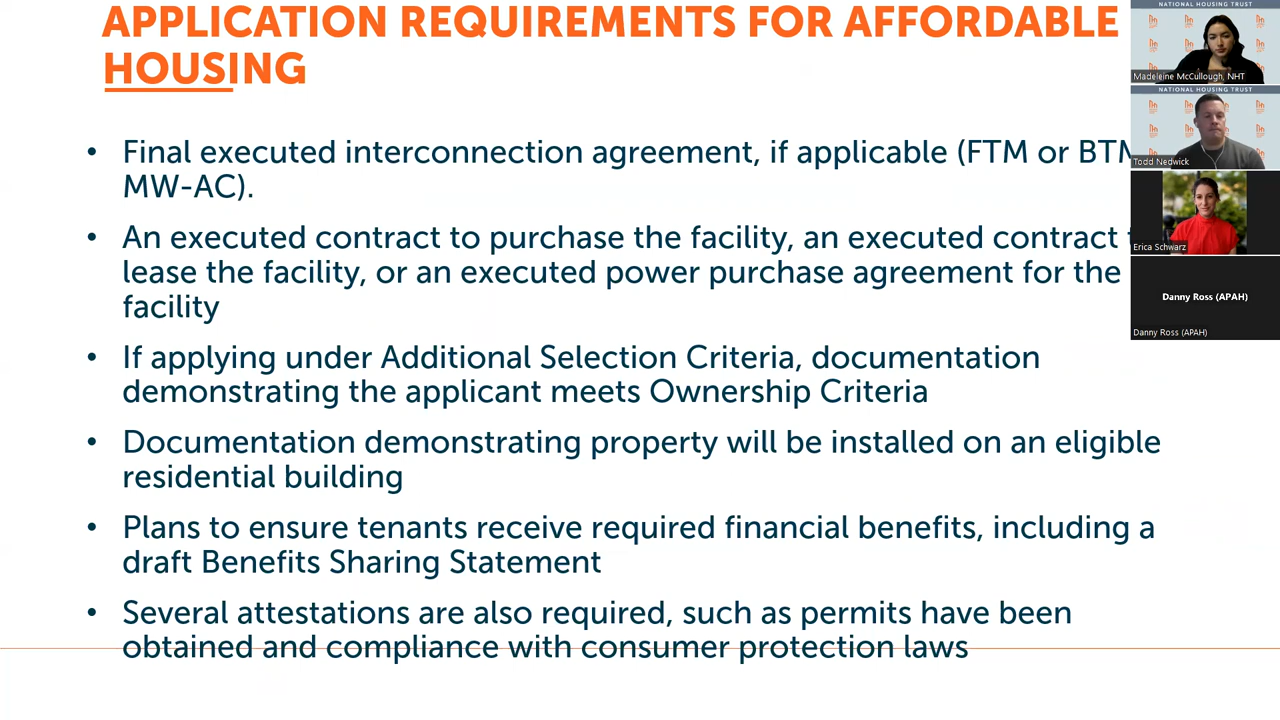 APPLICATION REQUIREMENTS FOR AFFORDABLE
HOUSING
• Final executed interconnection agreement, if applicable (FTM or BTM
MW-AC).
• An executed contract to purchase the facility, an executed contract
lease the facility, or an executed power purchase agreement for the
facility
• If applying under Additional Selection Criteria, documentation
demonstrating the applicant meets Ownership Criteria
• Documentation demonstrating property will be installed on an eligible
residential building
• Plans to ensure tenants receive required financial benefits, including a
draft Benefits Sharing Statement
• Several attestations are also required, such as permits have been
obtained and compliance with consumer protection laws
NATIONAL HOUSING TRUST
Madeleine McCullough, NHT
NATIONAL HOUSING TRUST
Todd Nedwick
Erica Schwarz
Danny Ross (APAH)
Danny Ross (APAH)